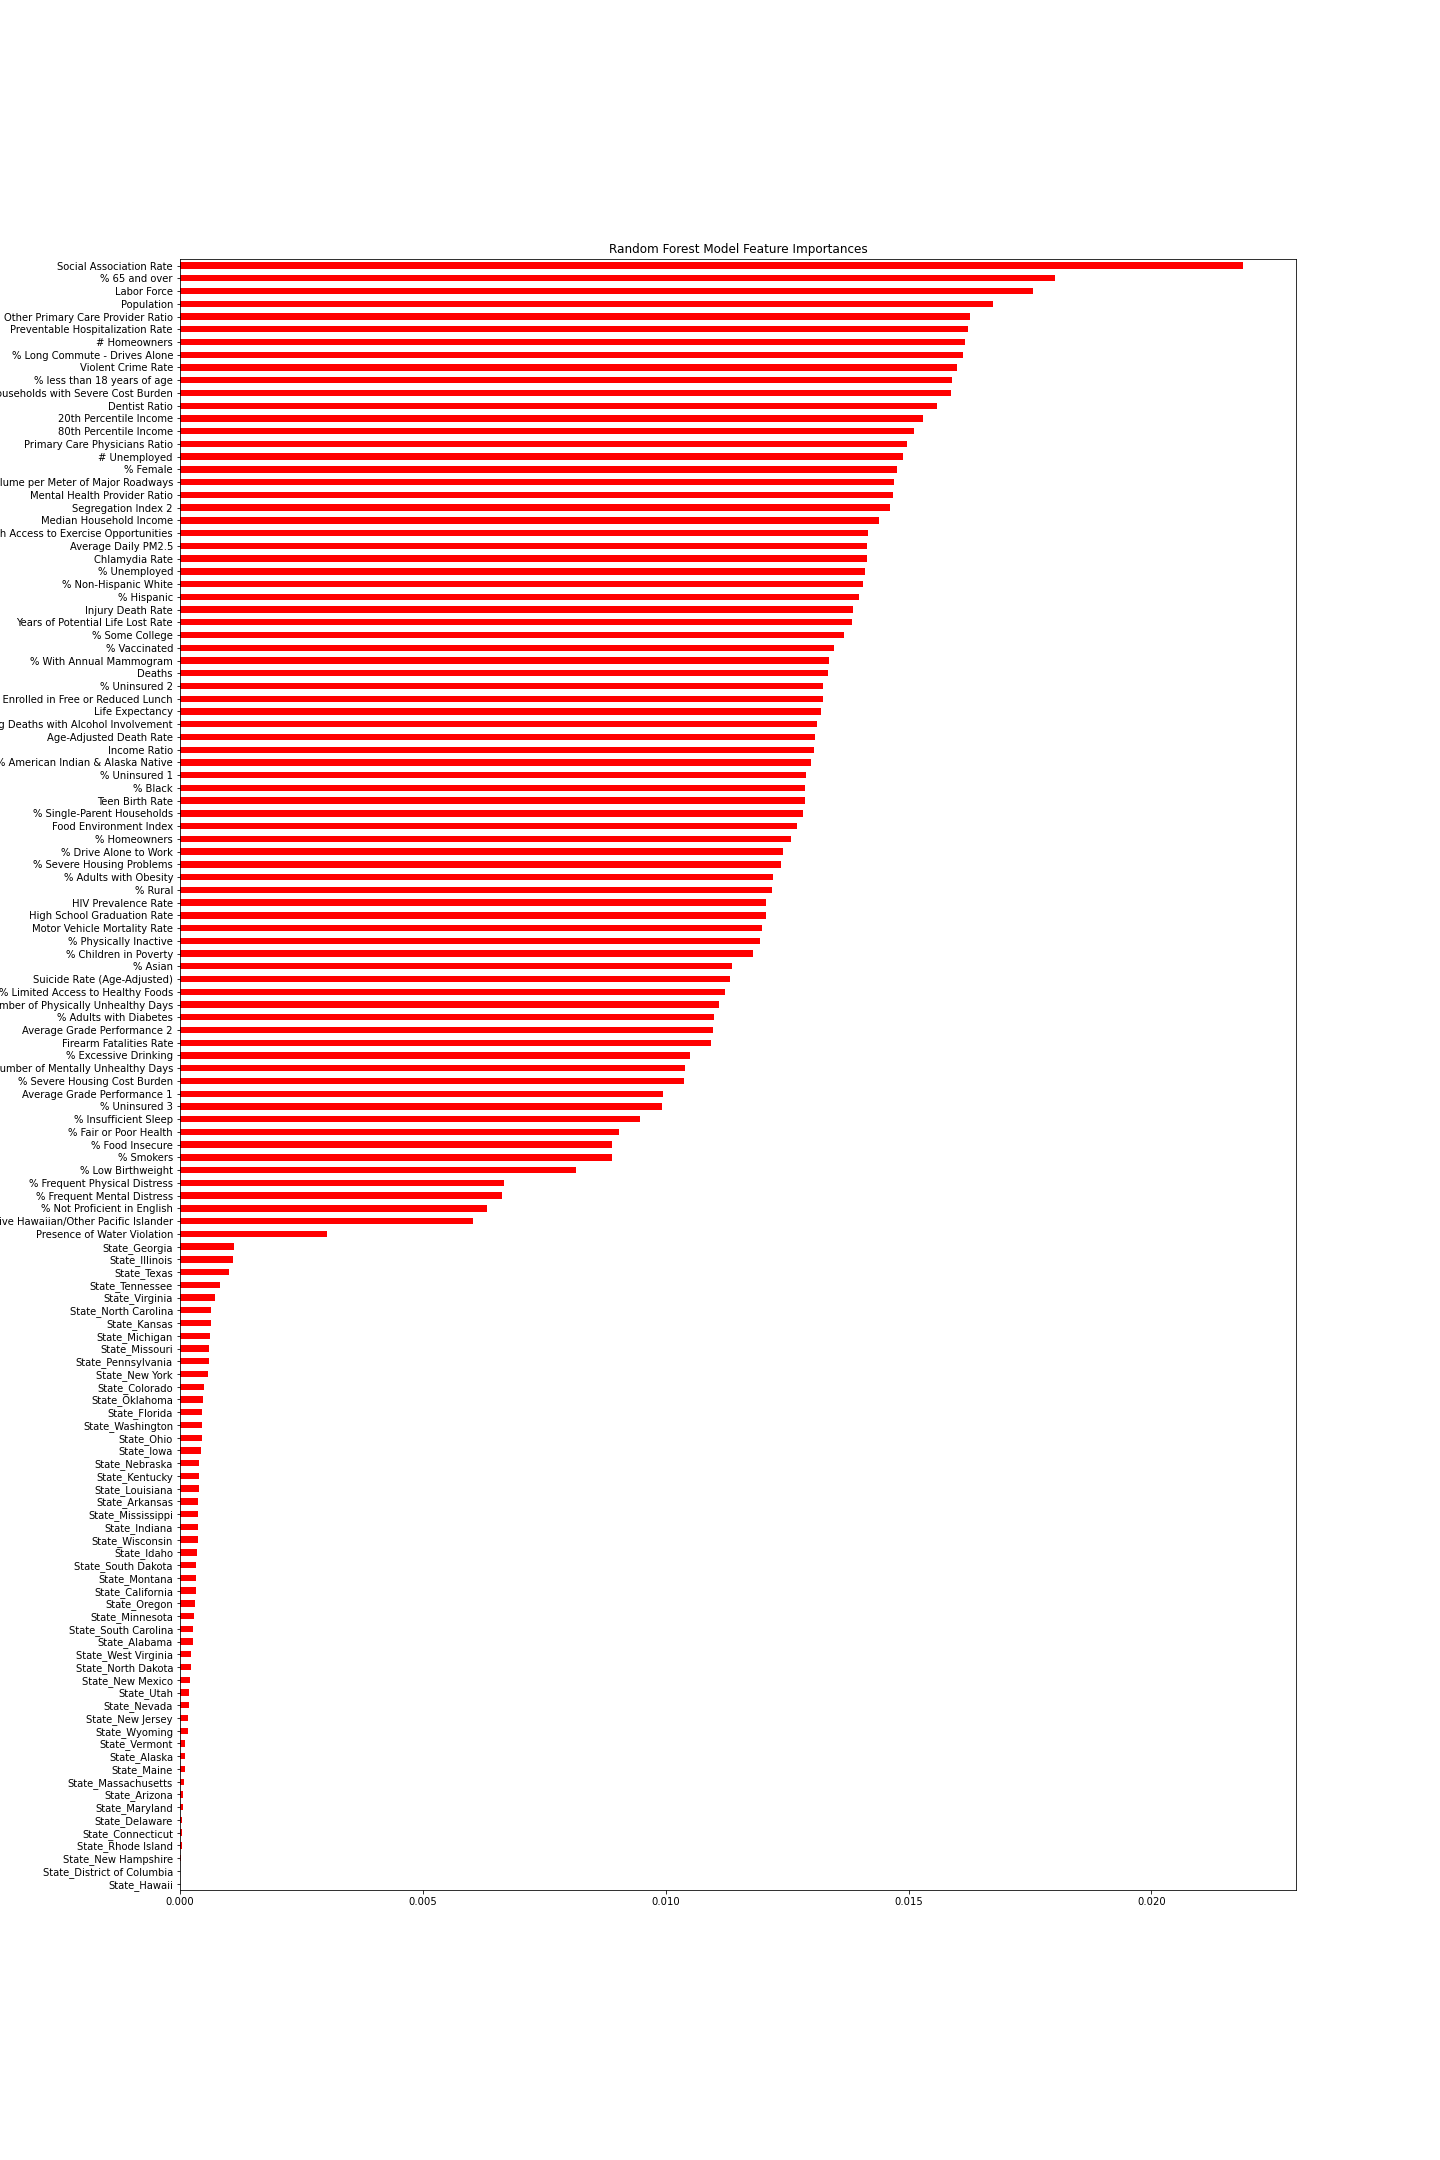 Random Forest Model Feature Importances
Social Association Rate
% 65 and over
Labor Force
Population
Other Primary Care Provider Ratio
Preventable Hospitalization Rate
# Homeowners
% Long Commute - Drives Alone
Violent Crime Rate
% less than 18 years of age
with Severe Cost Burden
Dentist Ratio
20th Percentile Income
80th Percentile Income
Primary Care Physicians Ratio
# Unemployed
% Female
per Meter of Major Roadways
Mental Health Provider Ratio
Segregation Index 2
Median Household Income
Access to Exercise Opportunities
Average Daily PM2.5
Chlamydia Rate
% Unemployed
% Non-Hispanic White
% Hispanic
Injury Death Rate
Years of Potential Life Lost Rate
% Some College
% Vaccinated
% With Annual Mammogram
Deaths
% Uninsured 2
Enrolled in Free or Reduced Lunch
Life Expectancy
Deaths with Alcohol Involvement
Age-Adjusted Death Rate
Income Ratio
% American Indian & Alaska Native
% Uninsured 1
% Black
Teen Birth Rate
% Single-Parent Households
Food Environment Index
% Homeowners
% Drive Alone to Work
% Severe Housing Problems
% Adults with Obesity
% Rural
HIV Prevalence Rate
High School Graduation Rate
Motor Vehicle Mortality Rate
% Physically Inactive
% Children in Poverty
% Asian
Suicide Rate (Age-Adjusted)
% Limited Access to Healthy Foods
of Physically Unhealthy Days
% Adults with Diabetes
Average Grade Performance 2
Firearm Fatalities Rate
% Excessive Drinking
of Mentally Unhealthy Days
% Severe Housing Cost Burden
Average Grade Performance 1
% Uninsured 3
% Insufficient Sleep
% Fair or Poor Health
% Food Insecure
% Smokers
% Low Birthweight
% Frequent Physical Distress
% Frequent Mental Distress
% Not Proficient in English
Hawaiian/Other Pacific Islander
Presence of Water Violation
State_Georgia
State_Illinois
State_Texas
State_Tennessee
State_Virginia
State_North Carolina
State_Kansas
State_Michigan
State_Missouri
State_Pennsylvania
State_New York
State_Colorado
State_Oklahoma
State_Florida
State_Washington
State_Ohio
State_Iowa
State_Nebraska
State_Kentucky
State_Louisiana
State_Arkansas
State_Mississippi
State_Indiana
State_Wisconsin
State_Idaho
State_South Dakota
State_Montana
State_California
State_Oregon
State_Minnesota
State_South Carolina
State_Alabama
State_West Virginia
State_North Dakota
State_New Mexico
State_Utah
State_Nevada
State_New Jersey
State_Wyoming
State_Vermont
State_Alaska
State_Maine
State_Massachusetts
State_Arizona
State_Maryland
State_Delaware
State_Connecticut
State_Rhode Island
State_New Hampshire
State_District of Columbia
State_Hawaii
0.000 0.005 0.010 0.015 0.020